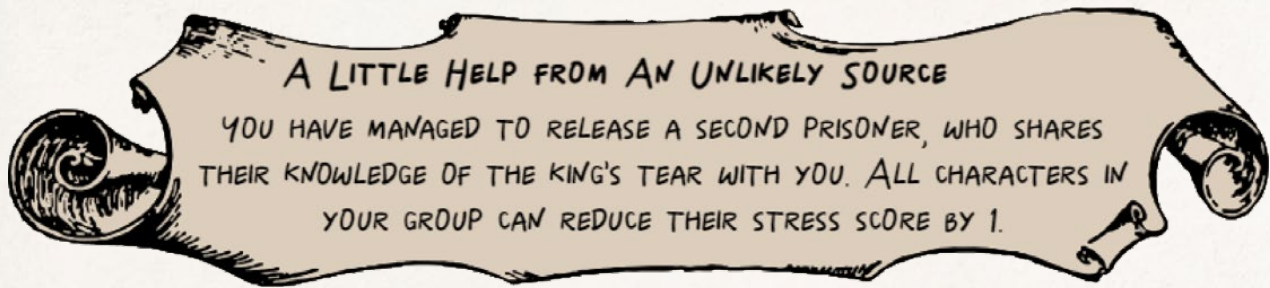 A LITTLE HELP FROM AN UNLIKELY SOURCE
YOU HAVE MANAGED TO RELEASE A SECOND PRISONER, WHO SHARES
THEIR KNOWLEDGE OF THE KING'S TEAR WITH YOU. ALL CHARACTERS IN
YOUR GROUP CAN REDUCE THEIR STRESS SCORE BY 1.